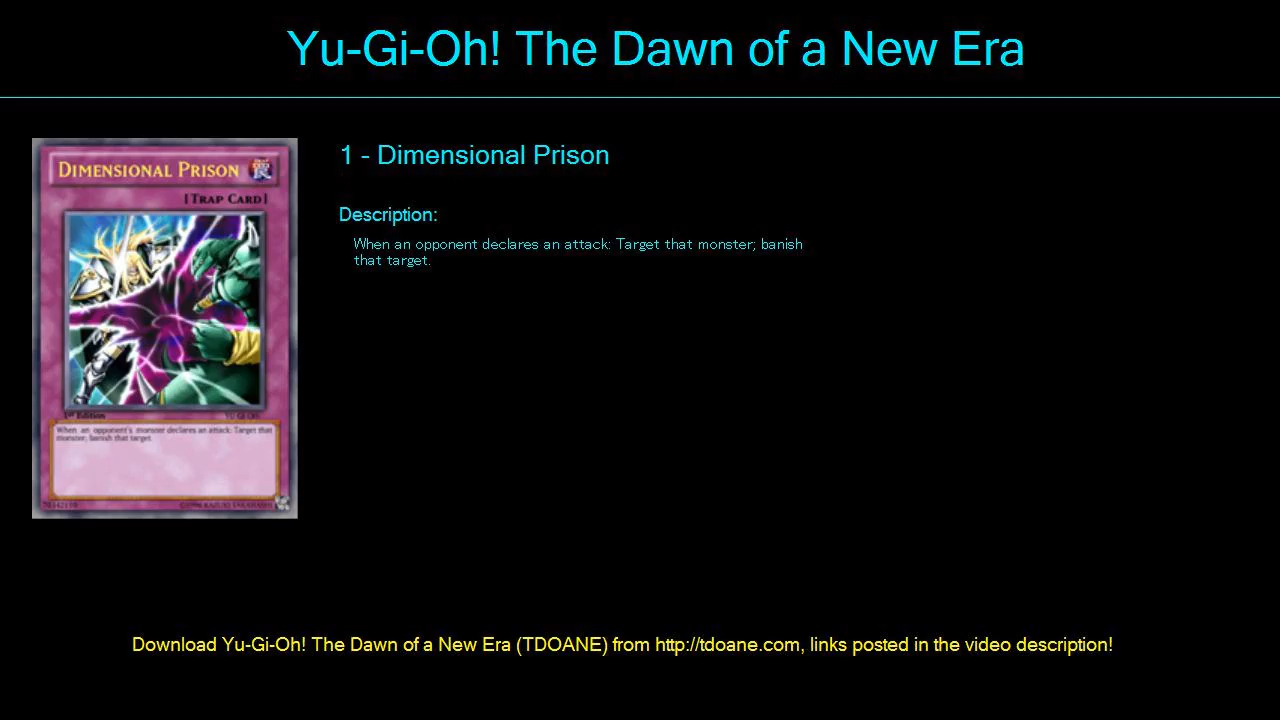 Yu-Gi-Oh! The Dawn of a New Era
DIMENSIONAL PRISON
[TRAP CARD]
1st Edition
When an opponent's monster declares an attack: Target that
monster; banish that target.
1 - Dimensional Prison
Description:
When an opponent declares an attack: Target that monster; banish
that target.
Download Yu-Gi-Oh! The Dawn of a New Era (TDOANE) from http://tdoane.com, links posted in the video description!